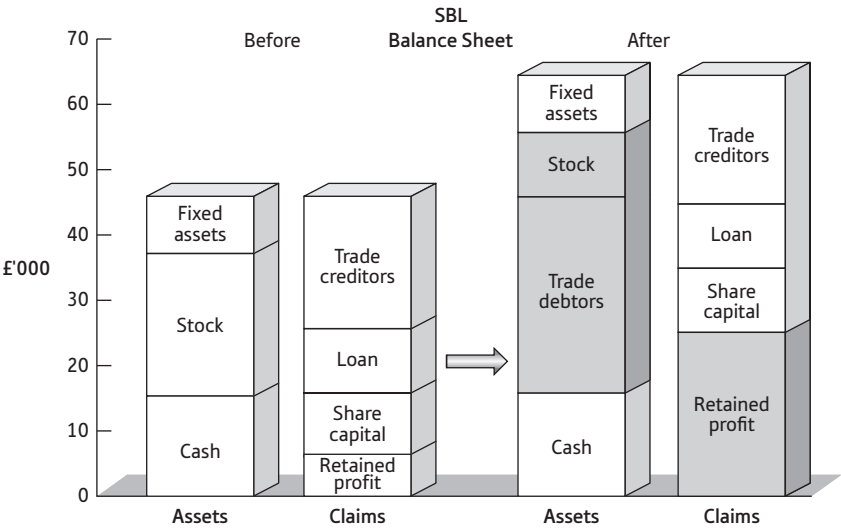 SBL
Before
Balance Sheet
After
70
60
50
40
30
20
10
0
£'000
Fixed
assets
Stock
Cash
Assets
Trade
creditors
Loan
Share
capital
Retained
profit
Claims
Fixed
assets
Stock
Trade
debtors
Cash
Assets
Trade
creditors
Loan
Share
capital
Retained
profit
Claims